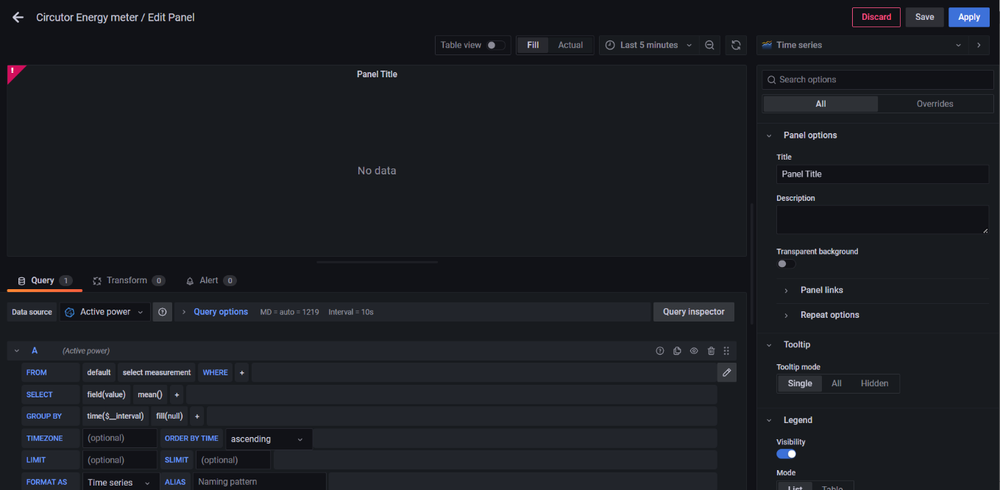 Circutor Energy meter / Edit Panel
Discard Save Apply
Table view Fill Actual Last 5 minutes Time series
!
Panel Title
Search options
All Overrides
Panel options
Title
Panel Title
No data
Description
Transparent background
Query 1 Transform 0 Alert 0
Panel links
Data source Active power Query options MD = auto = 1219 Interval = 10s Query inspector
Repeat options
Tooltip
A (Active power)
Tooltip mode
FROM default select measurement WHERE +
Single All Hidden
SELECT field(value) mean() +
GROUP BY time($__interval) fill(null) +
Legend
TIMEZONE (optional) ORDER BY TIME ascending
Visibility
LIMIT (optional) SLIMIT (optional)
Mode
FORMAT AS Time series ALIAS Naming pattern
List Table